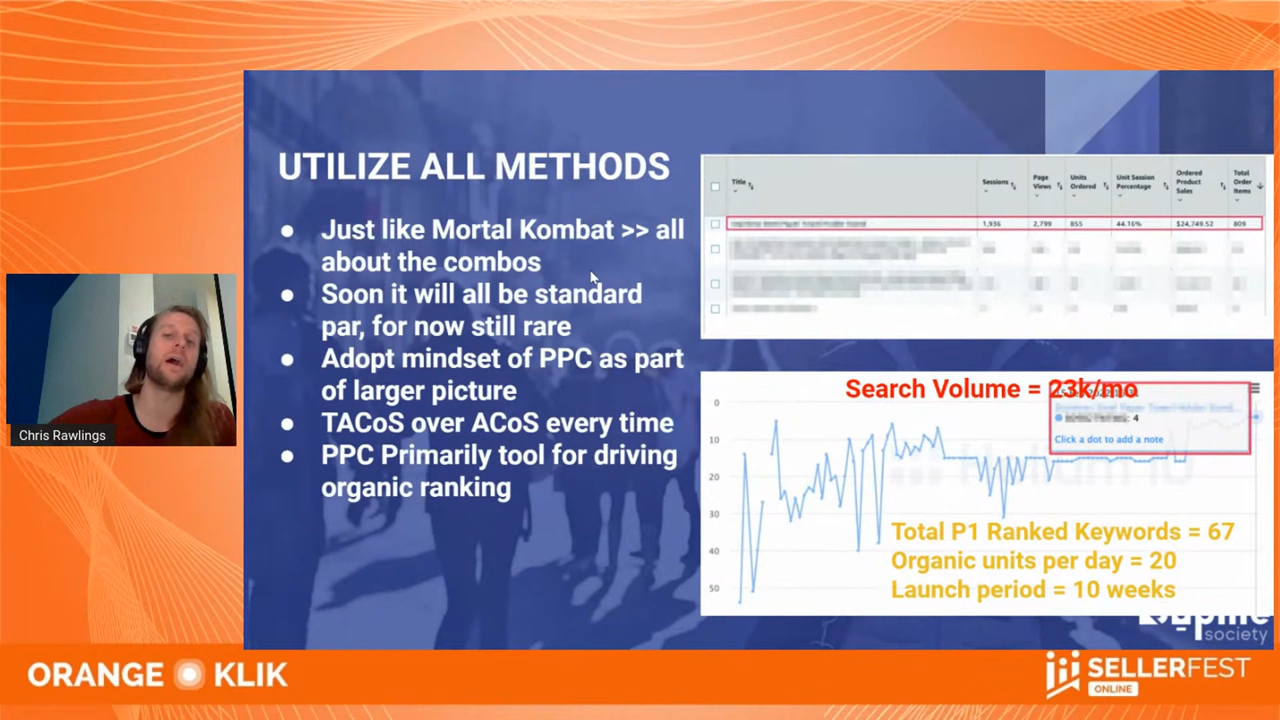 UTILIZE ALL METHODS
● Just like Mortal Kombat >> all
about the combos
● Soon it will all be standard
par, for now still rare
● Adopt mindset of PPC as part
of larger picture
● TACoS over ACoS every time
● PPC Primarily tool for driving
organic ranking
Title Sessions Page Views Units Ordered Unit Session Percentage Ordered Product Sales Total Order Items
1,936 2,799 855 44.16% $24,749.52 809
Search Volume = 23k/mo
: 4
Click a dot to add a note
0
10
20
30
40
50
Total P1 Ranked Keywords = 67
Organic units per day = 20
Launch period = 10 weeks
society
Chris Rawlings
ORANGE KLIK
SELLERFEST
ONLINE